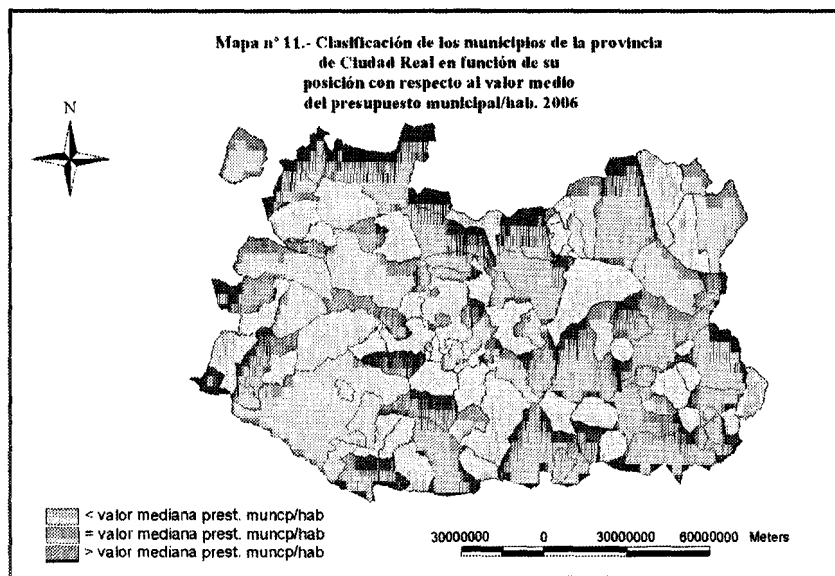 Mapa n° 11.- Clasificación de los municipios de la provincia
de Ciudad Real en función de su
posición con respecto al valor medio
del presupuesto municipal/hab. 2006
N
< valor mediana prest. muncp/hab
= valor mediana prest. muncp/hab
> valor mediana prest. muncp/hab
30000000 0 30000000 60000000 Meters